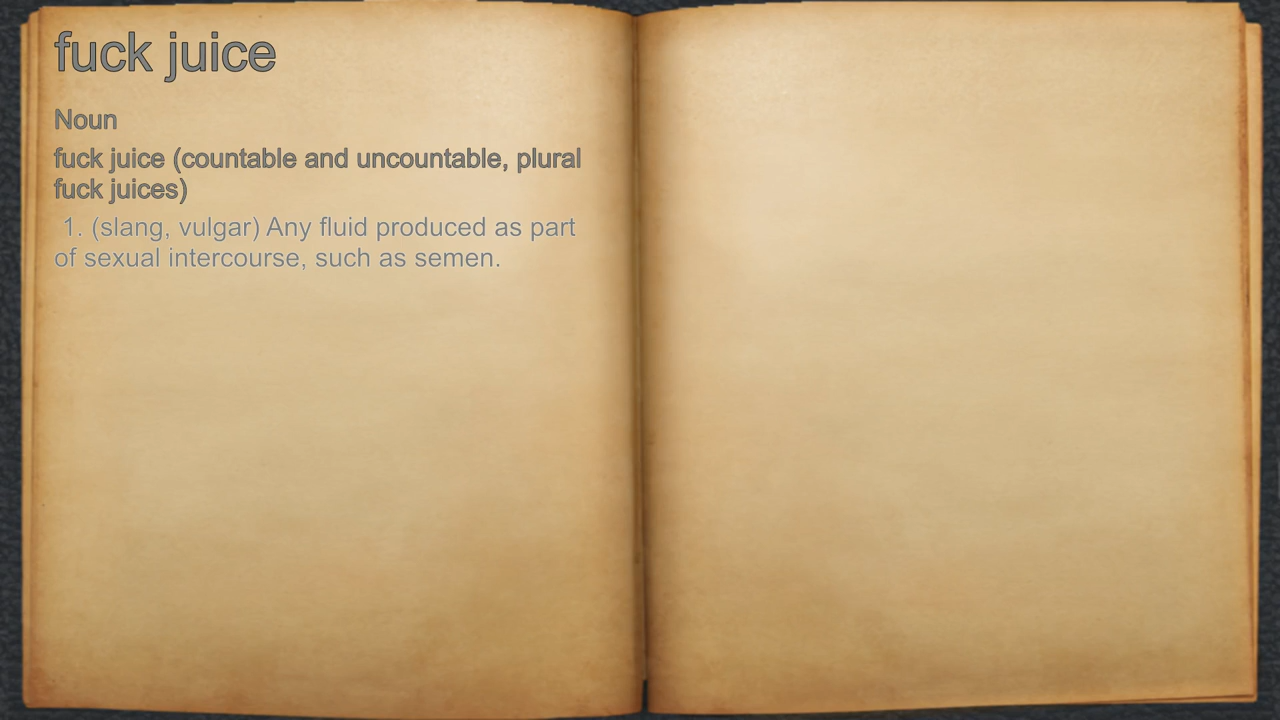 fuck juice
Noun
fuck juice (countable and uncountable, plural
fuck juices)
1. (slang, vulgar) Any fluid produced as part
of sexual intercourse, such as semen.